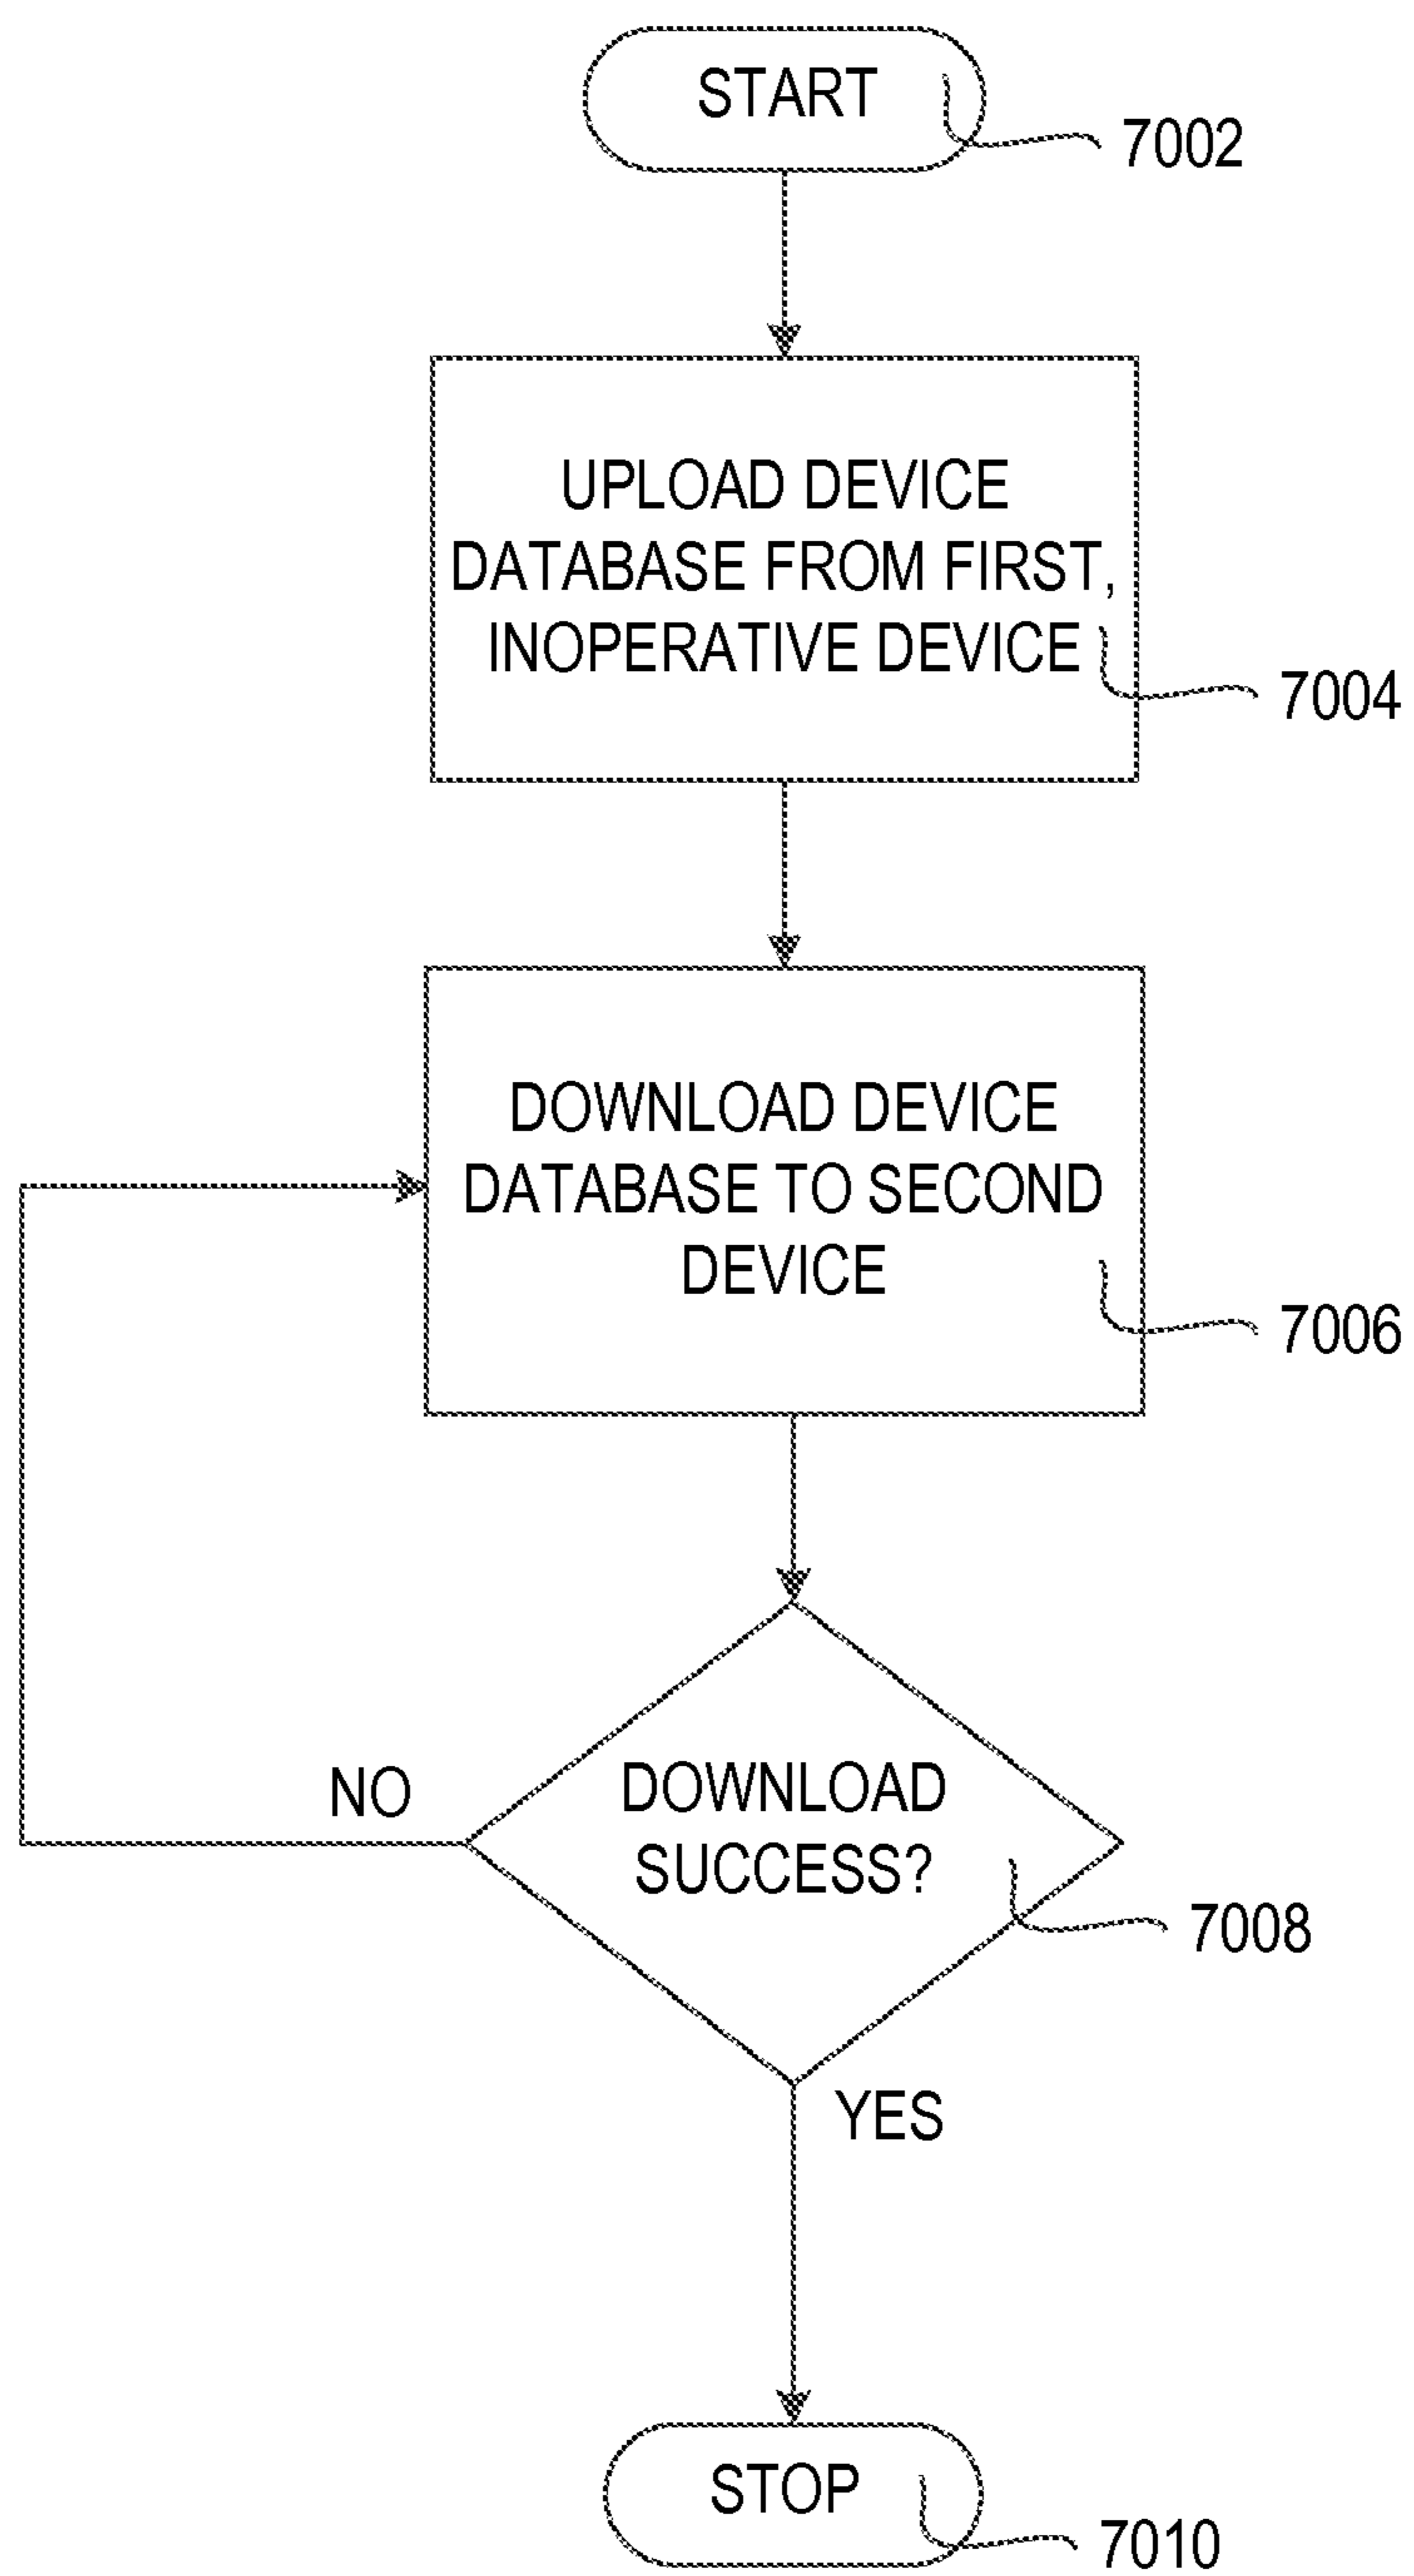 START
7002
UPLOAD DEVICE
DATABASE FROM FIRST,
INOPERATIVE DEVICE
7004
DOWNLOAD DEVICE
DATABASE TO SECOND
DEVICE
7006
NO
DOWNLOAD
SUCCESS?
7008
YES
STOP
7010